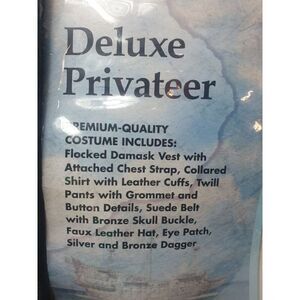 Deluxe
Privateer
PREMIUM-QUALITY
COSTUME INCLUDES:
Flocked Damask Vest with
Attached Chest Strap, Collared
Shirt with Leather Cuffs, Twill
Pants with Grommet and
Button Details, Suede Belt
with Bronze Skull Buckle,
Faux Leather Hat, Eye Patch,
Silver and Bronze Dagger